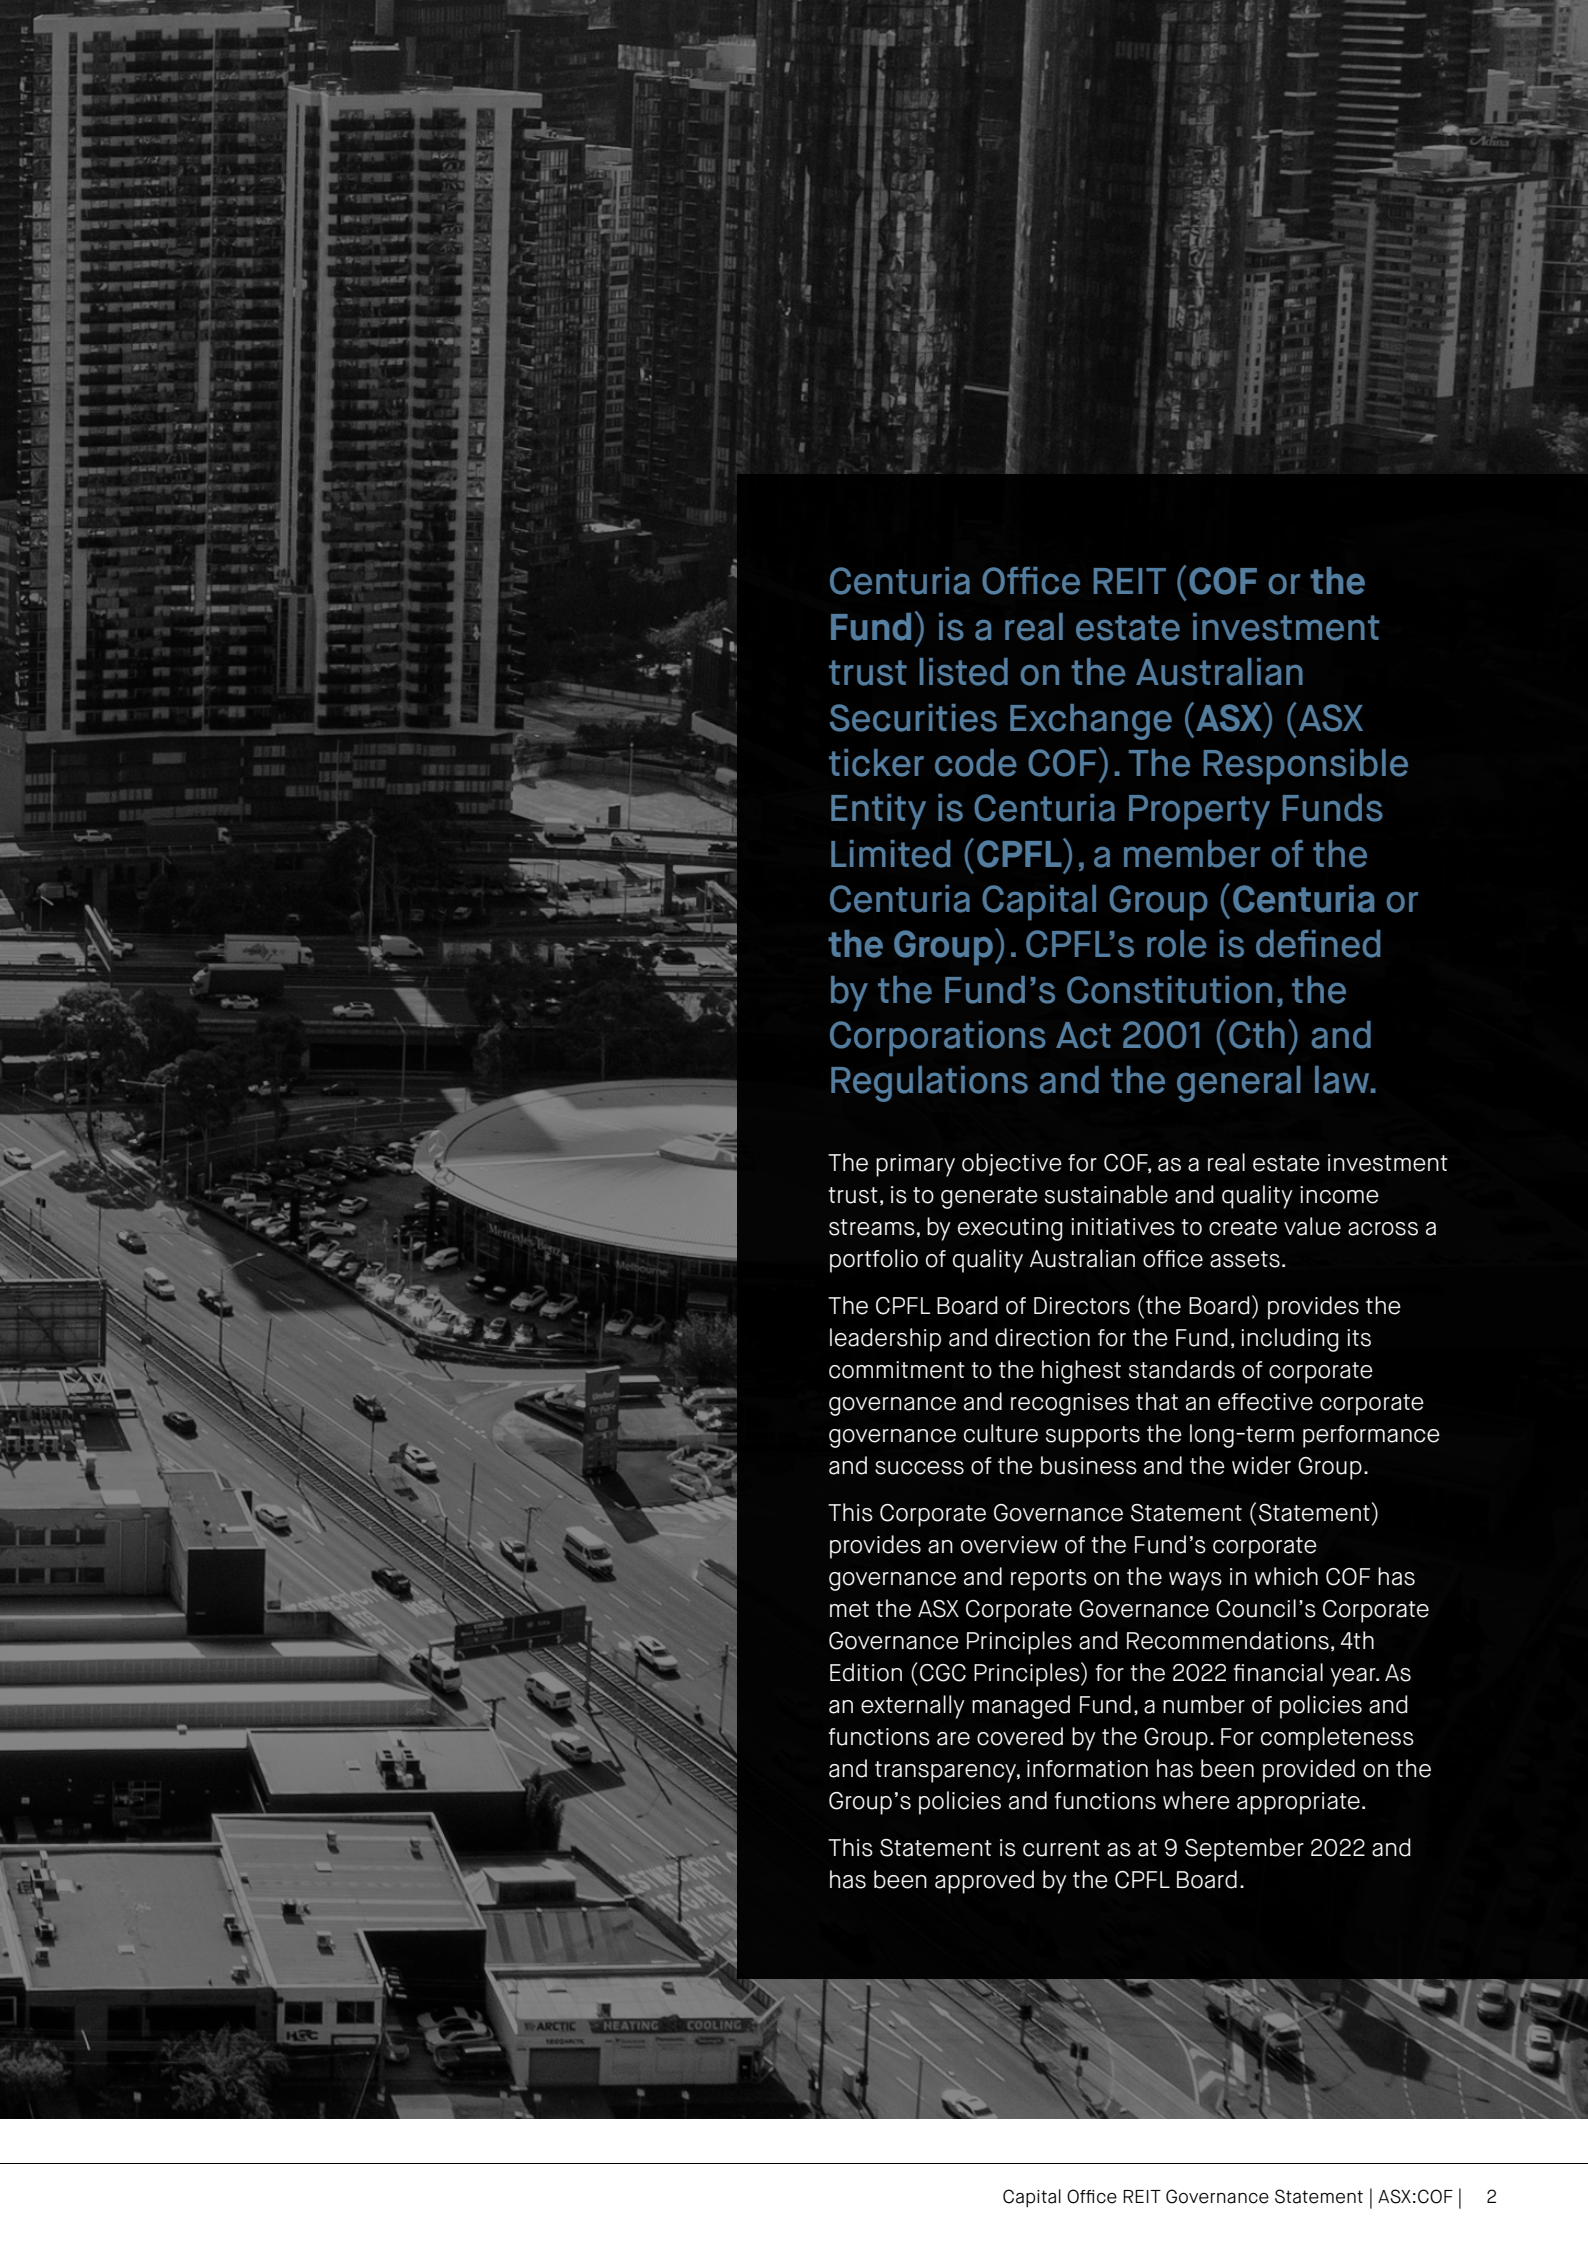 Adina
Centuria Office REIT (COF or the
Fund) is a real estate investment
trust listed on the Australian
Securities Exchange (ASX) (ASX
ticker code COF). The Responsible
Entity is Centuria Property Funds
Limited (CPFL), a member of the
Centuria Capital Group (Centuria or
the Group). CPFL’s role is defined
by the Fund’s Constitution, the
Corporations Act 2001 (Cth) and
Regulations and the general law.
The primary objective for COF, as a real estate investment
trust, is to generate sustainable and quality income
streams, by executing initiatives to create value across a
portfolio of quality Australian office assets.
The CPFL Board of Directors (the Board) provides the
leadership and direction for the Fund, including its
commitment to the highest standards of corporate
governance and recognises that an effective corporate
governance culture supports the long-term performance
and success of the business and the wider Group.
This Corporate Governance Statement (Statement)
provides an overview of the Fund’s corporate
governance and reports on the ways in which COF has
met the ASX Corporate Governance Council’s Corporate
Governance Principles and Recommendations, 4th
Edition (CGC Principles) for the 2022 financial year. As
an externally managed Fund, a number of policies and
functions are covered by the Group. For completeness
and transparency, information has been provided on the
Group’s policies and functions where appropriate.
This Statement is current as at 9 September 2022 and
has been approved by the CPFL Board.
Mercedes-Benz
Melbourne
ARCTIC HEATING COOLING
Capital Office REIT Governance Statement | ASX:COF | 2